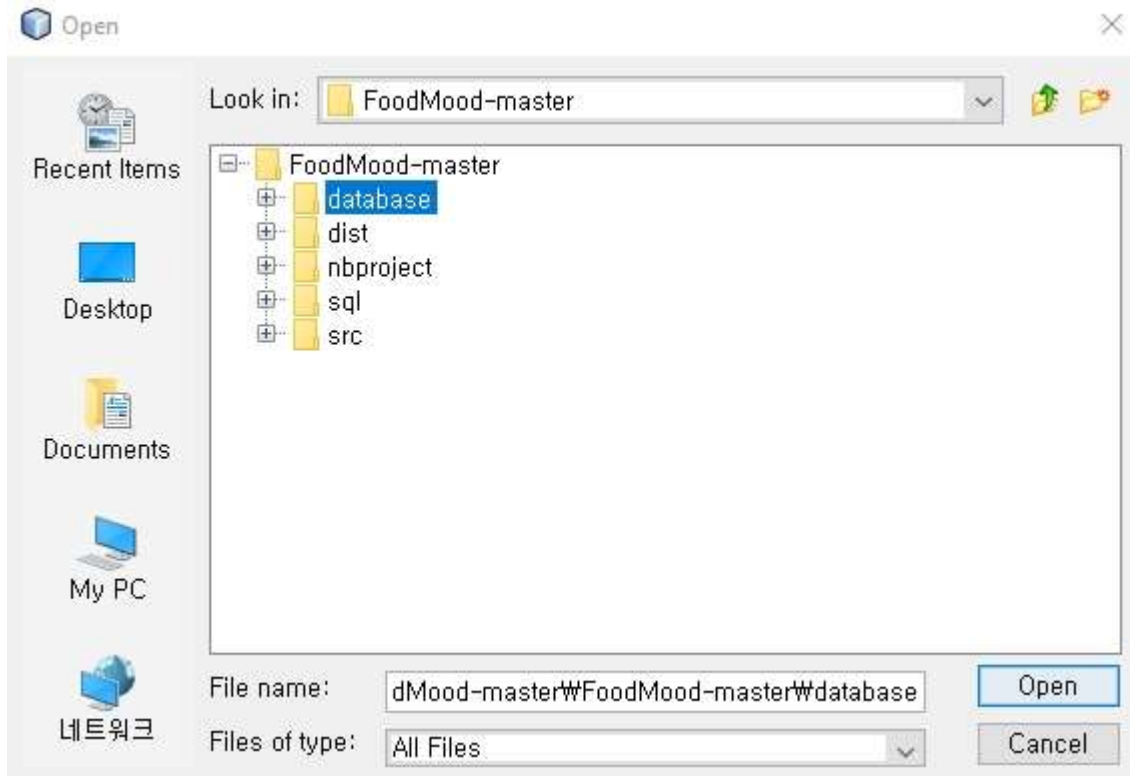 Open
Look in: FoodMood-master
Recent Items
Desktop
Documents
My PC
네트워크
FoodMood-master
database
dist
nbproject
sql
src
File name: dMood-master₩FoodMood-master₩database
Open
Files of type: All Files
Cancel